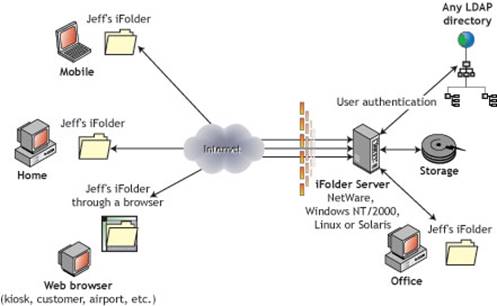 Jeff's iFolder
Mobile
Any LDAP
directory
User authentication
Jeff's iFolder
Home
Internet
Storage
iFolder Server
NetWare,
Windows NT/2000,
Linux or Solaris
Jeff's iFolder
through a browser
Jeff's iFolder
Office
Web browser
(kiosk, customer, airport, etc.)